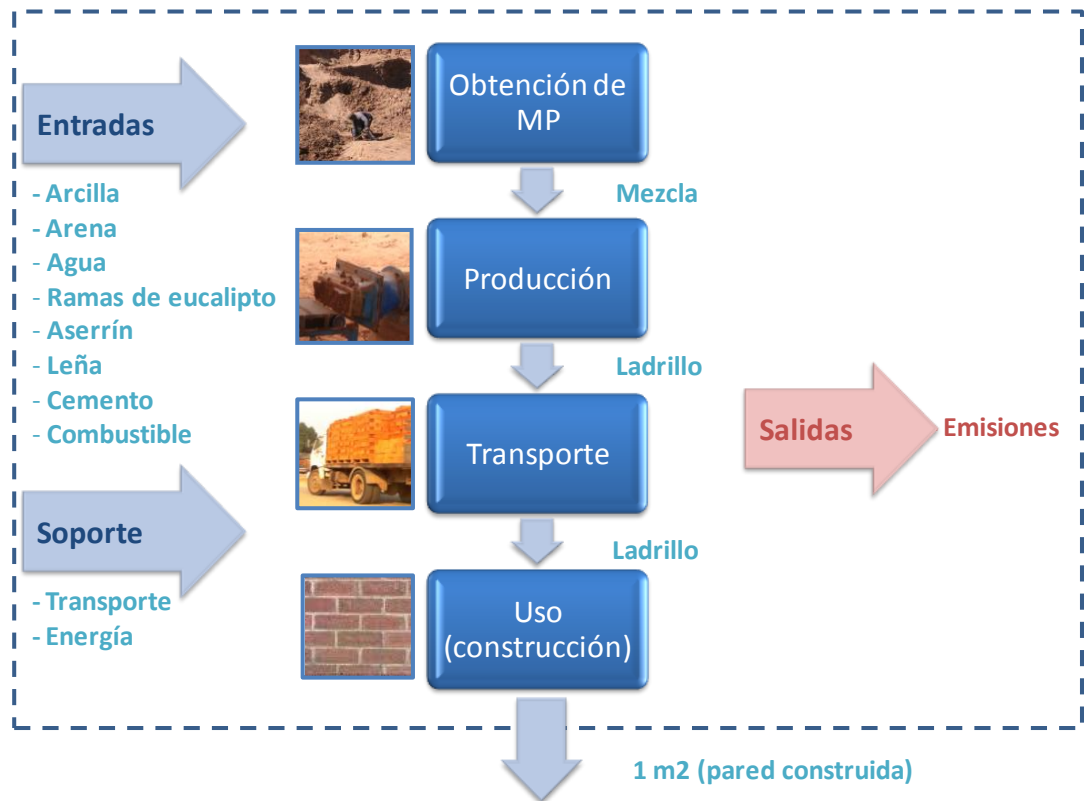 Entradas
- Arcilla
- Arena
- Agua
- Ramas de eucalipto
- Aserrín
- Leña
- Cemento
- Combustible
Soporte
- Transporte
- Energía
Obtención de
MP
Mezcla
Producción
Ladrillo
Transporte
Ladrillo
Uso
(construcción)
Salidas
Emisiones
1 m2 (pared construida)